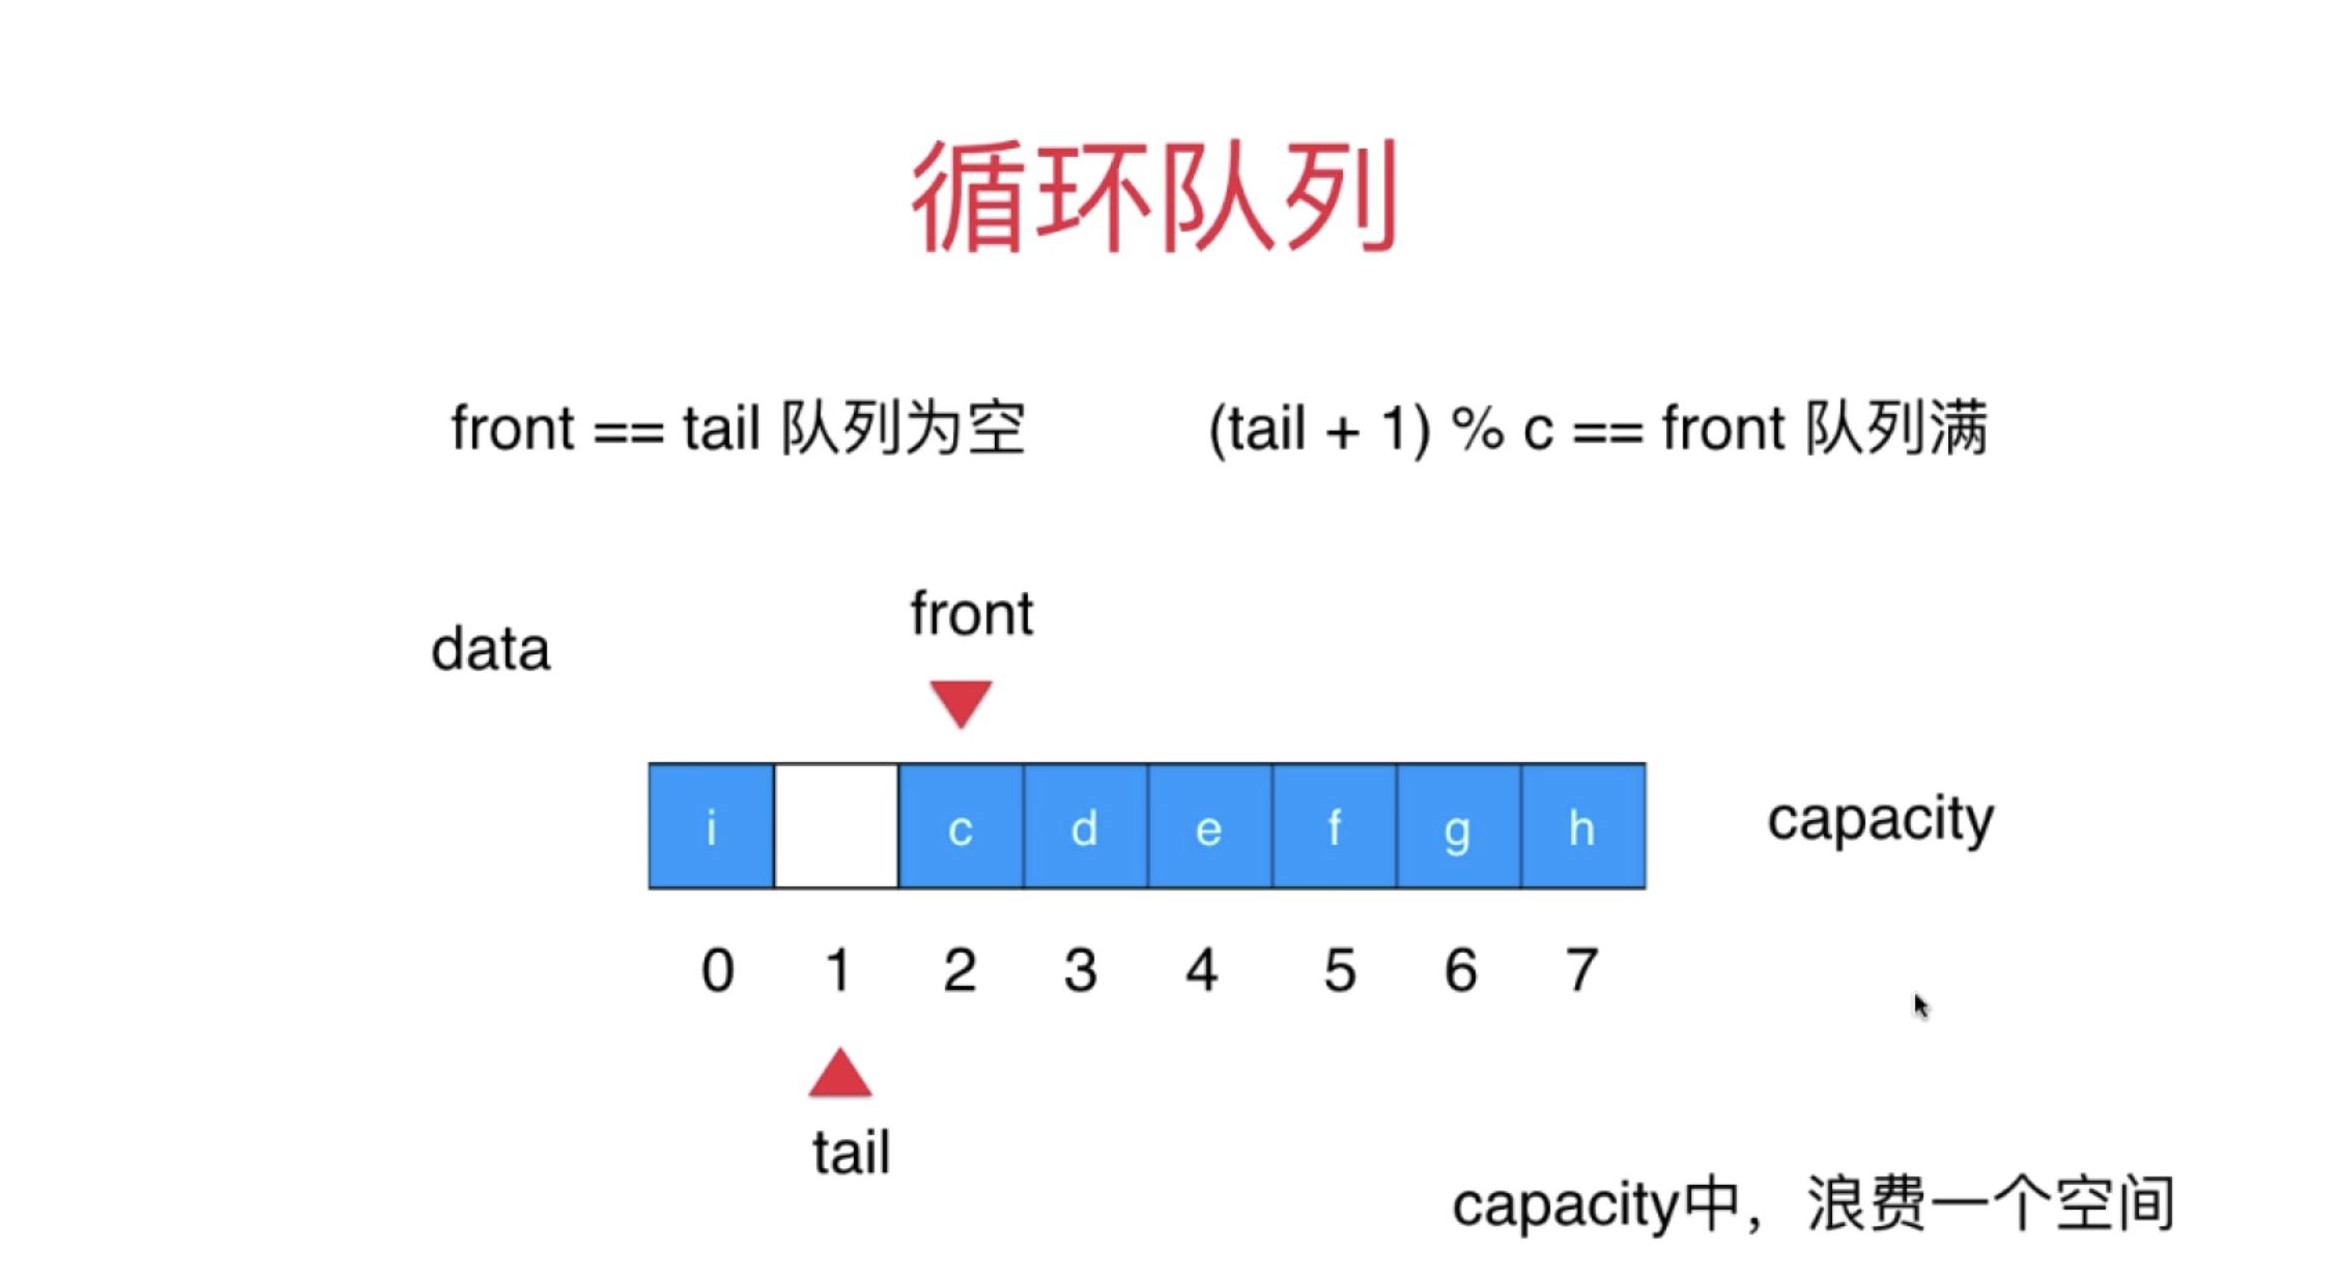 循环队列
front == tail 队列为空
(tail + 1) % c == front 队列满
front
data
i c d e f g h
capacity
0 1 2 3 4 5 6 7
tail
capacity中，浪费一个空间